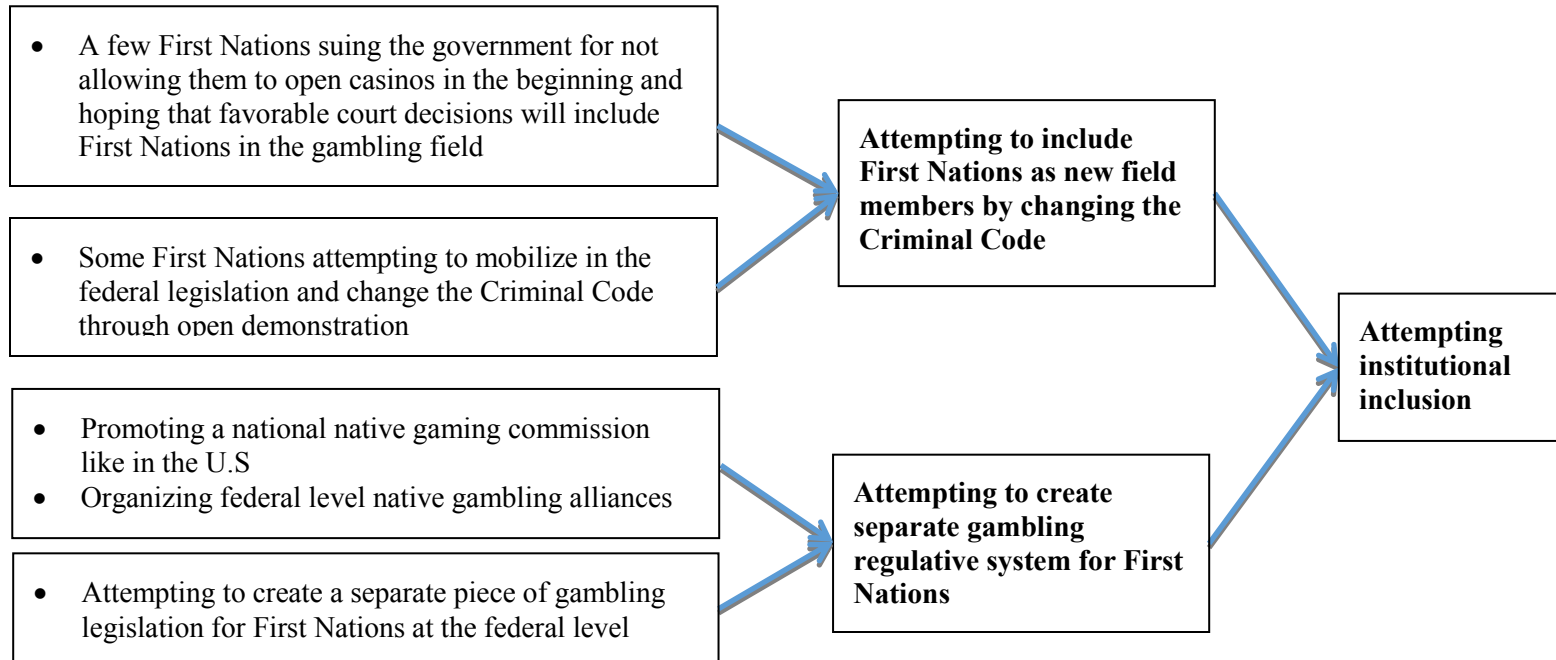 • A few First Nations suing the government for not
allowing them to open casinos in the beginning and
hoping that favorable court decisions will include
First Nations in the gambling field
• Some First Nations attempting to mobilize in the
federal legislation and change the Criminal Code
through open demonstration
• Promoting a national native gaming commission
like in the U.S
• Organizing federal level native gambling alliances
• Attempting to create a separate piece of gambling
legislation for First Nations at the federal level
Attempting to include
First Nations as new field
members by changing the
Criminal Code
Attempting to create
separate gambling
regulative system for First
Nations
Attempting
institutional
inclusion